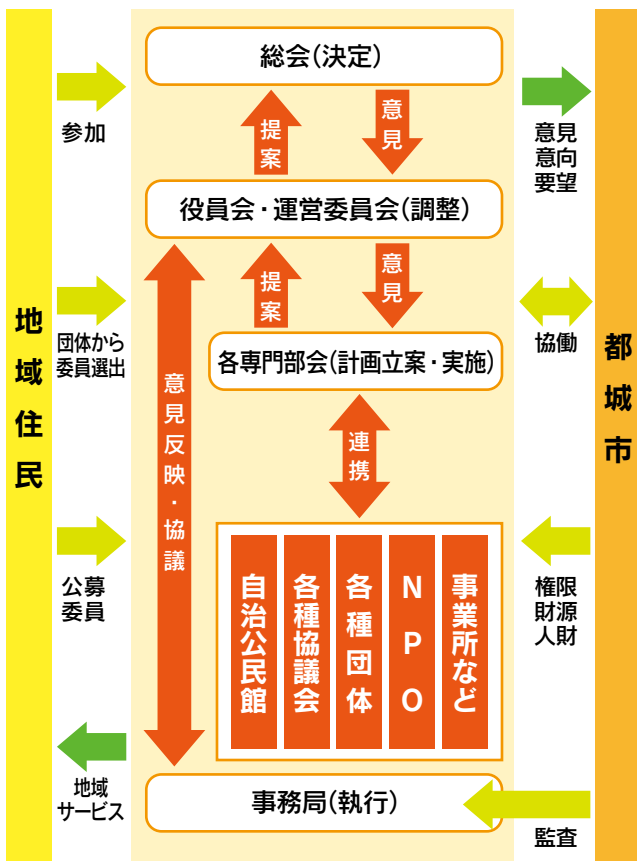 地域住民
参加
団体から
委員選出
公募
委員
地域
サービス
総会(決定)
提案
意見
役員会・運営委員会(調整)
提案
意見
各専門部会(計画立案・実施)
意見反映・協議
連携
自治公民館
各種協議会
各種団体
NPO
事業所など
事務局(執行)
意見
意向
要望
協働
権限
財源
人財
監査
都城市